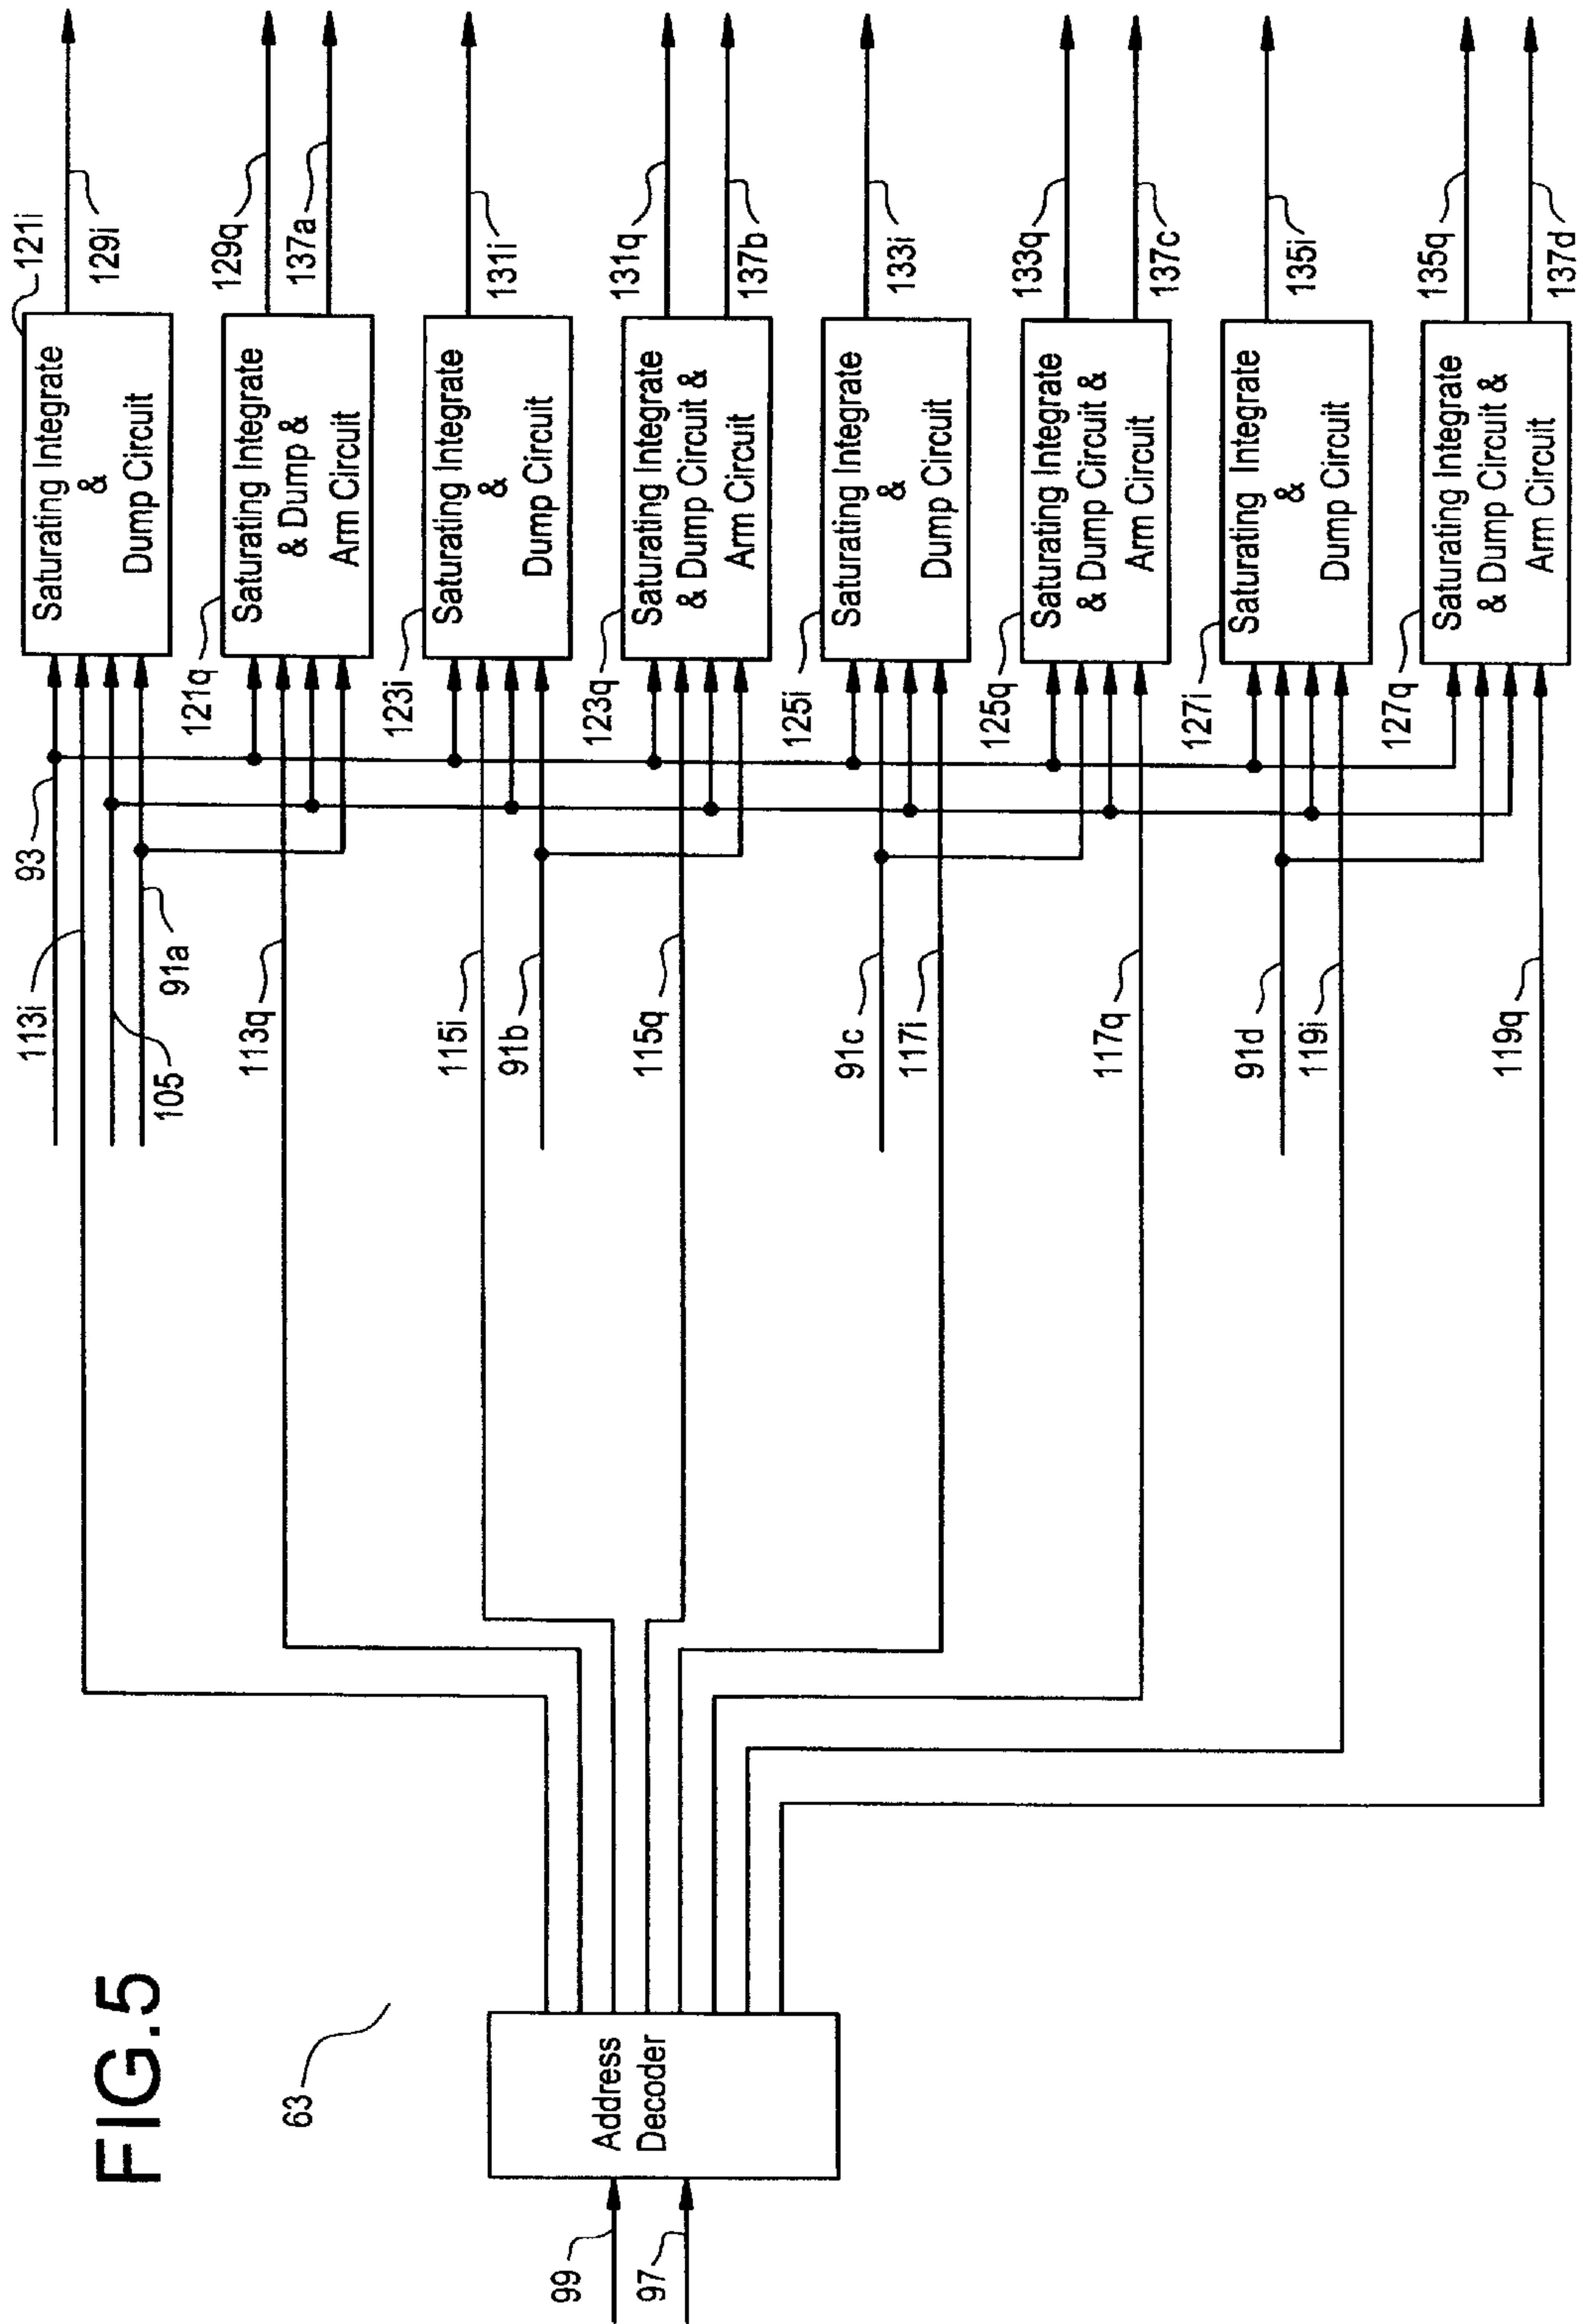 FIG.5
63
99
97
Address
Decoder
93
113i
105
91a
113q
115i
91b
115q
91c
117i
117q
91d
119i
119q
121i
Saturating Integrate
&
Dump Circuit
129i
121q
Saturating Integrate
& Dump &
Arm Circuit
129q
137a
123i
Saturating Integrate
&
Dump Circuit
131i
123q
Saturating Integrate
& Dump Circuit &
Arm Circuit
131q
137b
125i
Saturating Integrate
&
Dump Circuit
133i
125q
Saturating Integrate
& Dump Circuit &
Arm Circuit
133q
137c
127i
Saturating Integrate
&
Dump Circuit
135i
127q
Saturating Integrate
& Dump Circuit &
Arm Circuit
135q
137d